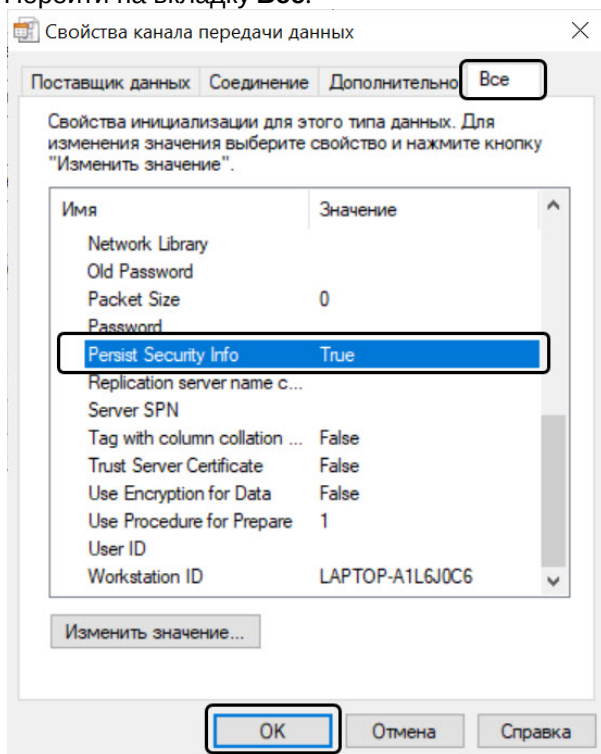 Перейти на вкладку Все.
Свойства канала передачи данных
Поставщик данных Соединение Дополнительно Все
Свойства инициализации для этого типа данных. Для
изменения значения выберите свойство и нажмите кнопку
"Изменить значение".
Имя Значение
Network Library
Old Password
Packet Size 0
Password
Persist Security Info True
Replication server name c...
Server SPN
Tag with column collation ... False
Trust Server Certificate False
Use Encryption for Data False
Use Procedure for Prepare 1
User ID
Workstation ID LAPTOP-A1L6J0C6
Изменить значение...
OK Отмена Справка